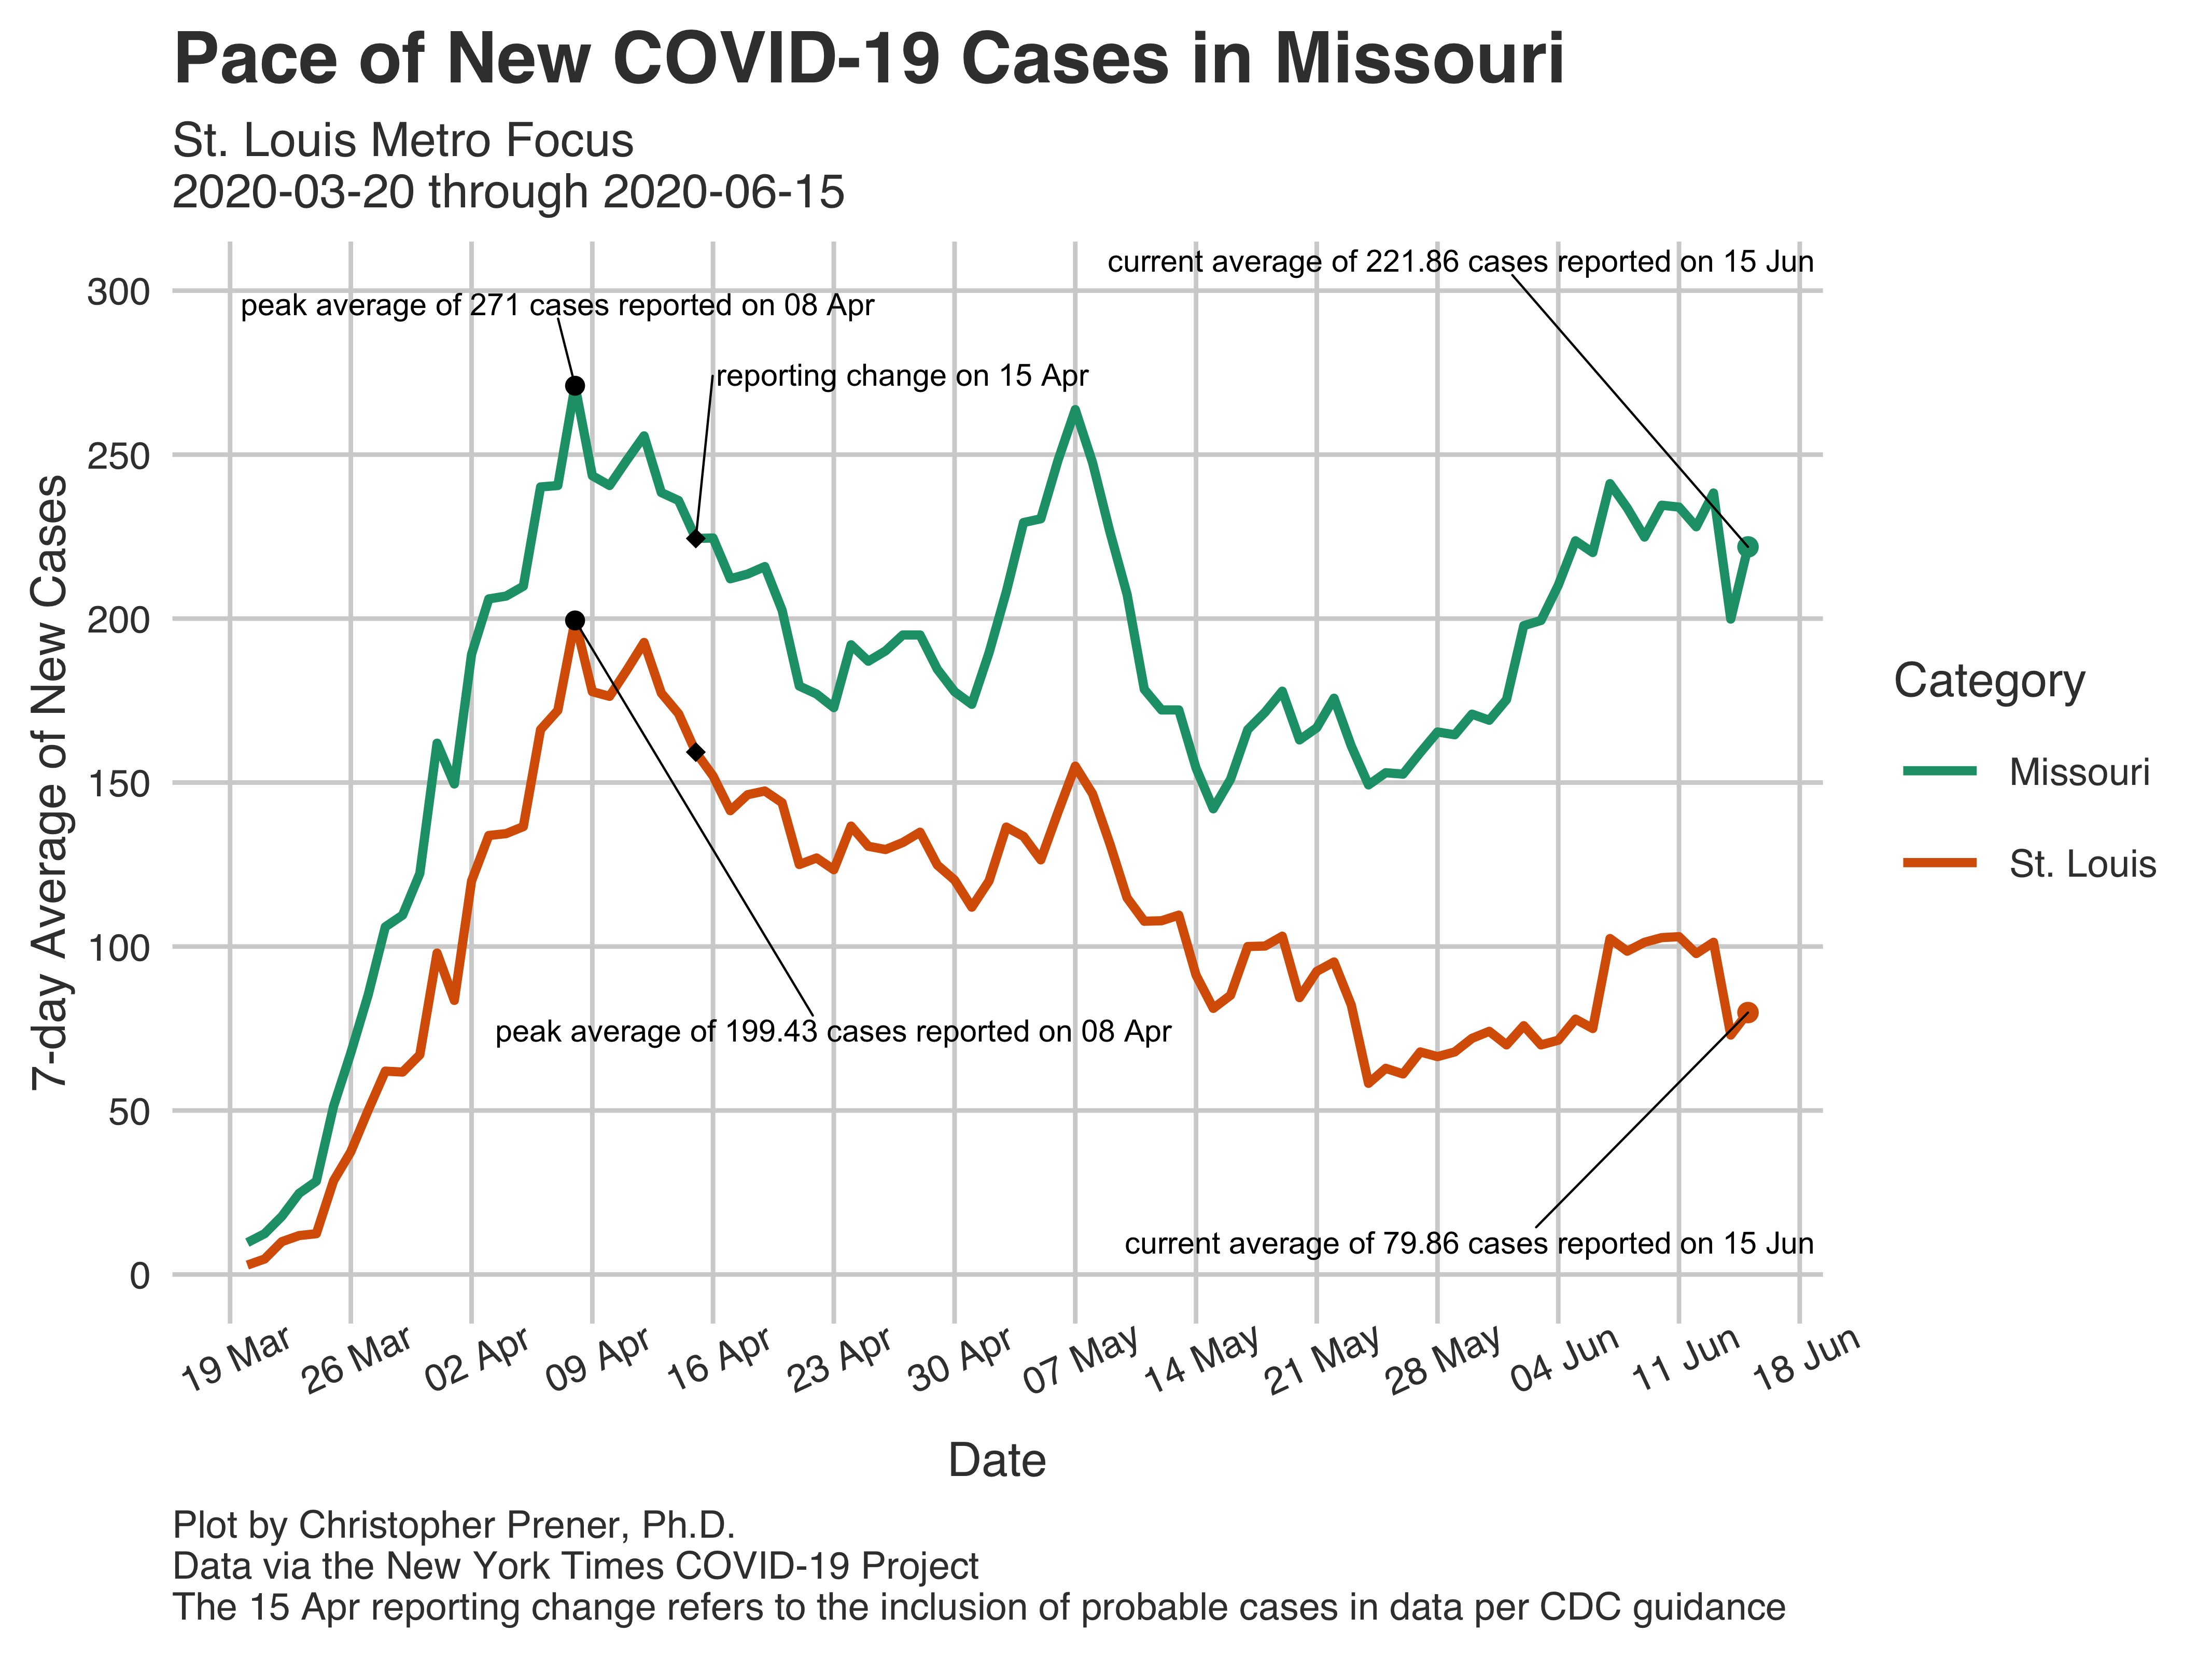 Pace of New COVID-19 Cases in Missouri
St. Louis Metro Focus
2020-03-20 through 2020-06-15
current average of 221.86 cases reported on 15 Jun
peak average of 271 cases reported on 08 Apr
reporting change on 15 Apr
peak average of 199.43 cases reported on 08 Apr
current average of 79.86 cases reported on 15 Jun
7-day Average of New Cases
300
250
200
150
100
50
0
19 Mar
26 Mar
02 Apr
09 Apr
16 Apr
23 Apr
30 Apr
07 May
14 May
21 May
28 May
04 Jun
11 Jun
18 Jun
Date
Category
Missouri
St. Louis
Plot by Christopher Prener, Ph.D.
Data via the New York Times COVID-19 Project
The 15 Apr reporting change refers to the inclusion of probable cases in data per CDC guidance